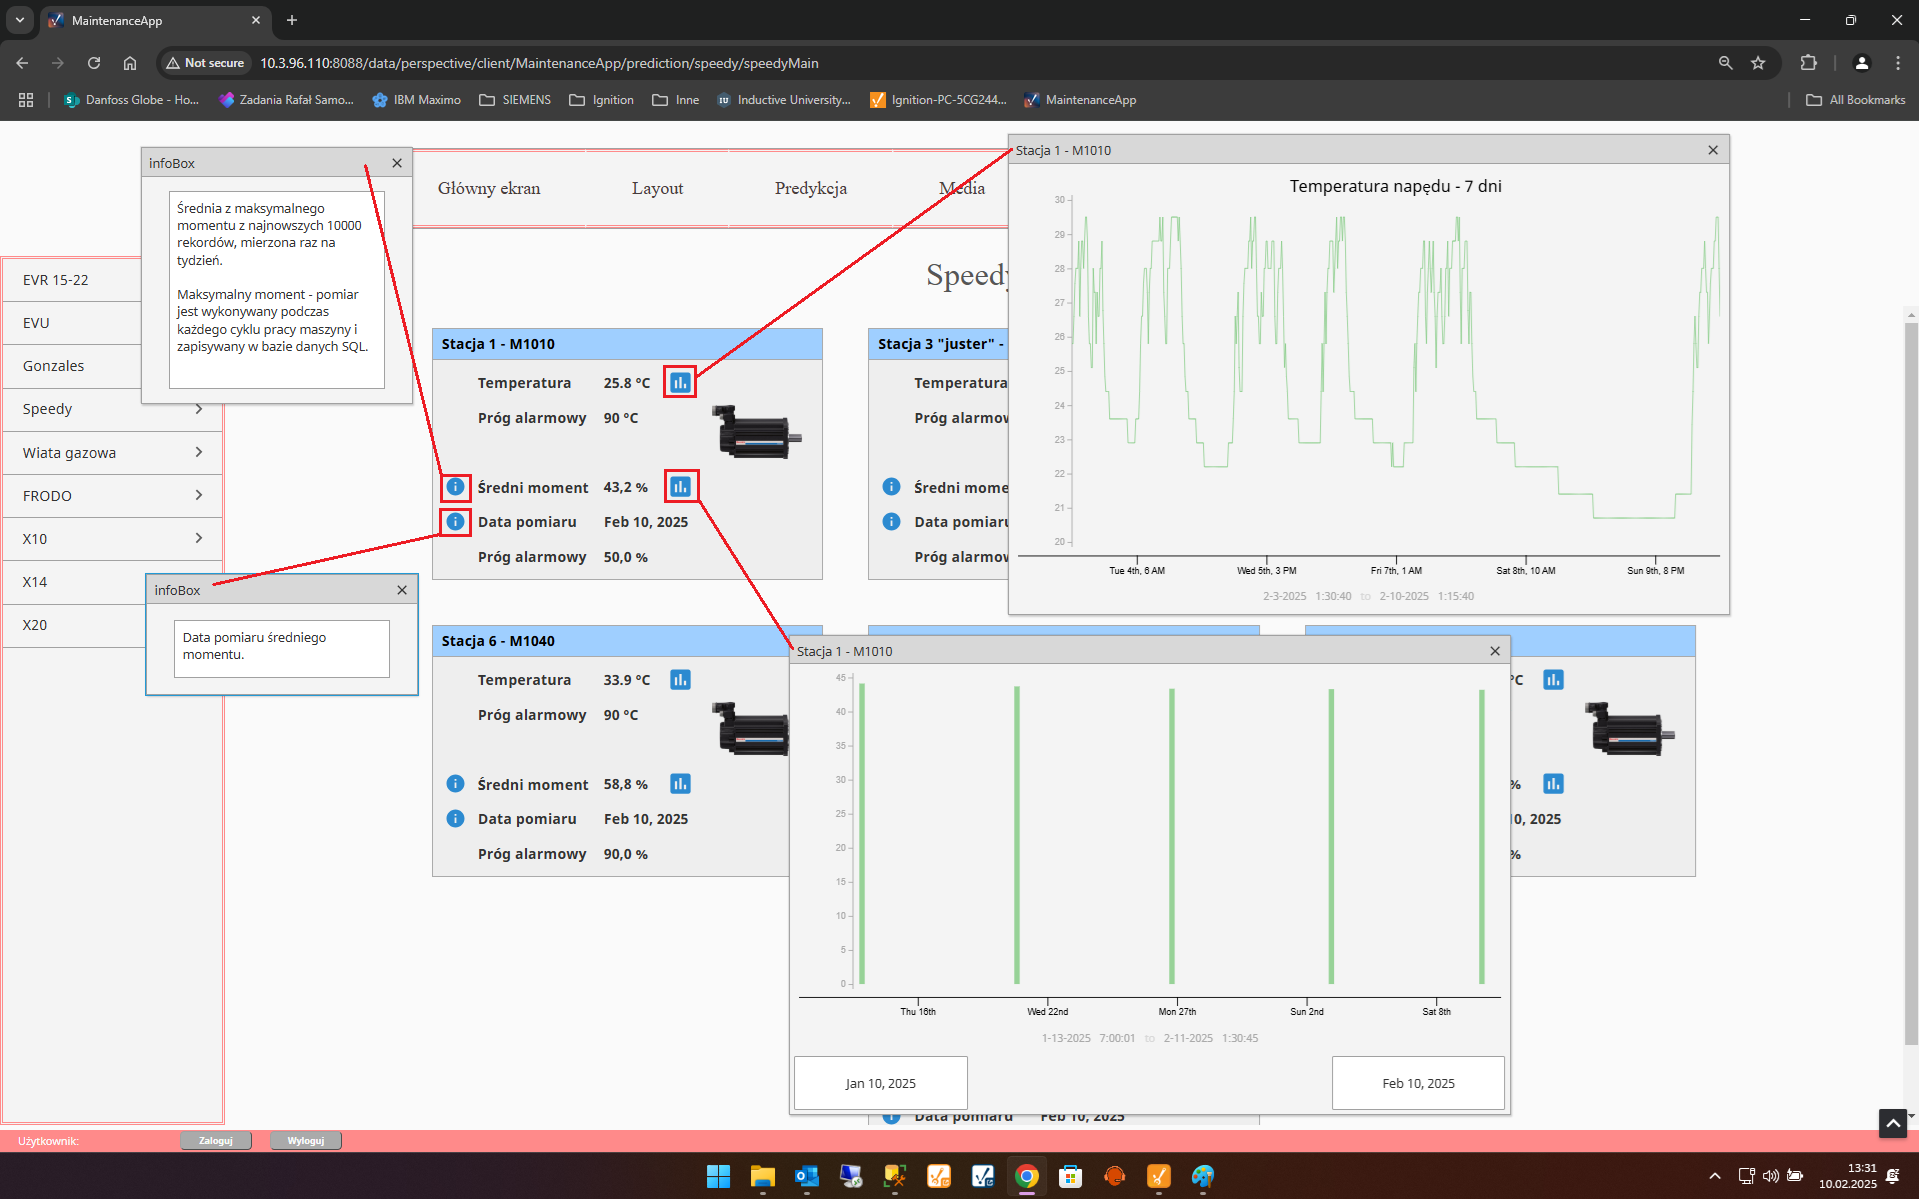 MaintenanceApp
Not secure
10.3.96.110:8088/data/perspective/client/MaintenanceApp/prediction/speedy/speedyMain
Danfoss Globe - Ho...
Zadania Rafał Samo...
IBM Maximo
SIEMENS
Ignition
Inne
Inductive University...
Ignition-PC-5CG244...
MaintenanceApp
All Bookmarks
infoBox
Średnia z maksymalnego
momentu z najnowszych 10000
rekordów, mierzona raz na
tydzień.
Maksymalny moment - pomiar
jest wykonywany podczas
każdego cyklu pracy maszyny i
zapisywany w bazie danych SQL.
Główny ekran
Layout
Predykcja
Media
Speedy
EVR 15-22
EVU
Gonzales
Speedy
Wiata gazowa
FRODO
X10
X14
X20
infoBox
Data pomiaru średniego
momentu.
Stacja 1 - M1010
Temperatura 25.8 °C
Próg alarmowy 90 °C
Średni moment 43,2 %
Data pomiaru Feb 10, 2025
Próg alarmowy 50,0 %
Stacja 3 "juster" -
Temperatura
Próg alarmow
Średni mome
Data pomiaru
Próg alarmow
Stacja 1 - M1010
Temperatura napędu - 7 dni
30
29
28
27
26
25
24
23
22
21
20
Tue 4th, 6 AM
Wed 5th, 3 PM
Fri 7th, 1 AM
Sat 8th, 10 AM
Sun 9th, 8 PM
2-3-2025 1:30:40 to 2-10-2025 1:15:40
Stacja 6 - M1040
Temperatura 33.9 °C
Próg alarmowy 90 °C
Średni moment 58,8 %
Data pomiaru Feb 10, 2025
Próg alarmowy 90,0 %
Stacja 1 - M1010
45
40
35
30
25
20
15
10
5
0
Thu 16th
Wed 22nd
Mon 27th
Sun 2nd
Sat 8th
1-13-2025 7:00:01 to 2-11-2025 1:30:45
Jan 10, 2025
Feb 10, 2025
°C
%
10, 2025
%
Data pomiaru Feb 10, 2025
Użytkownik:
Zaloguj
Wyloguj
13:31
10.02.2025